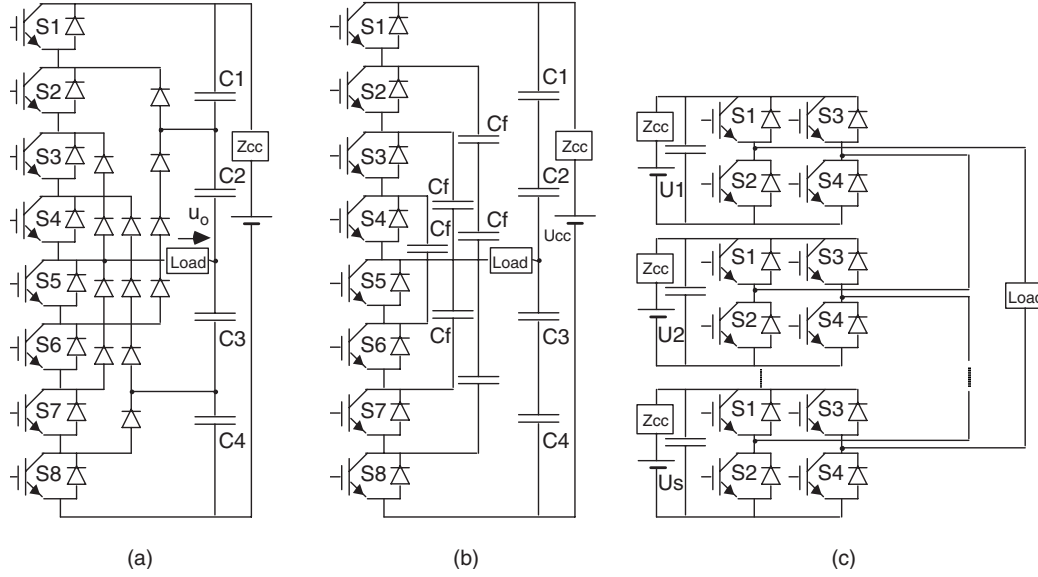 S1
S2
S3
S4
S5
S6
S7
S8
C1
C2
C3
C4
Zcc
uo
Load
(a)
S1
S2
S3
S4
S5
S6
S7
S8
Cf
Cf
Cf
Cf
Cf
C1
C2
C3
C4
Zcc
Ucc
Load
(b)
Zcc
U1
S1
S3
S2
S4
Zcc
U2
S1
S3
S2
S4
Zcc
Us
S1
S3
S2
S4
Load
(c)